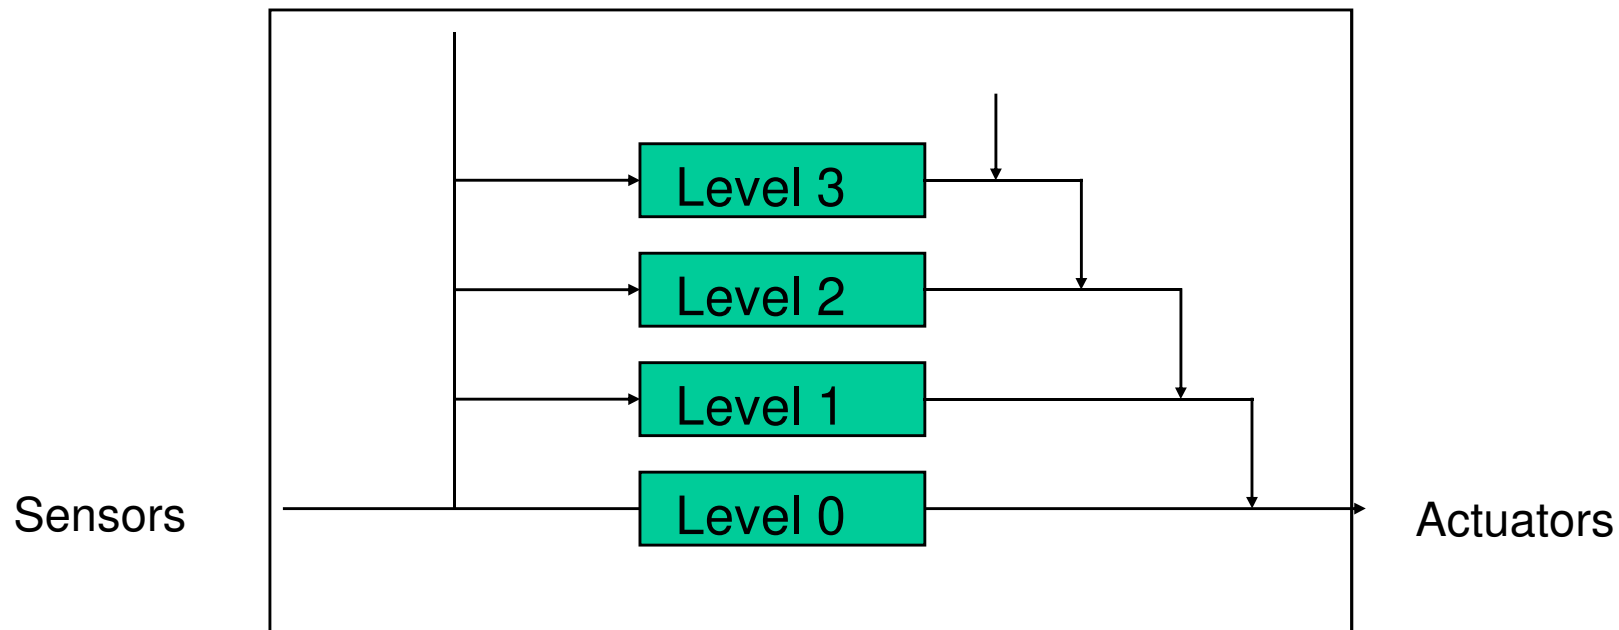 Level 3
Level 2
Level 1
Level 0
Sensors
Actuators